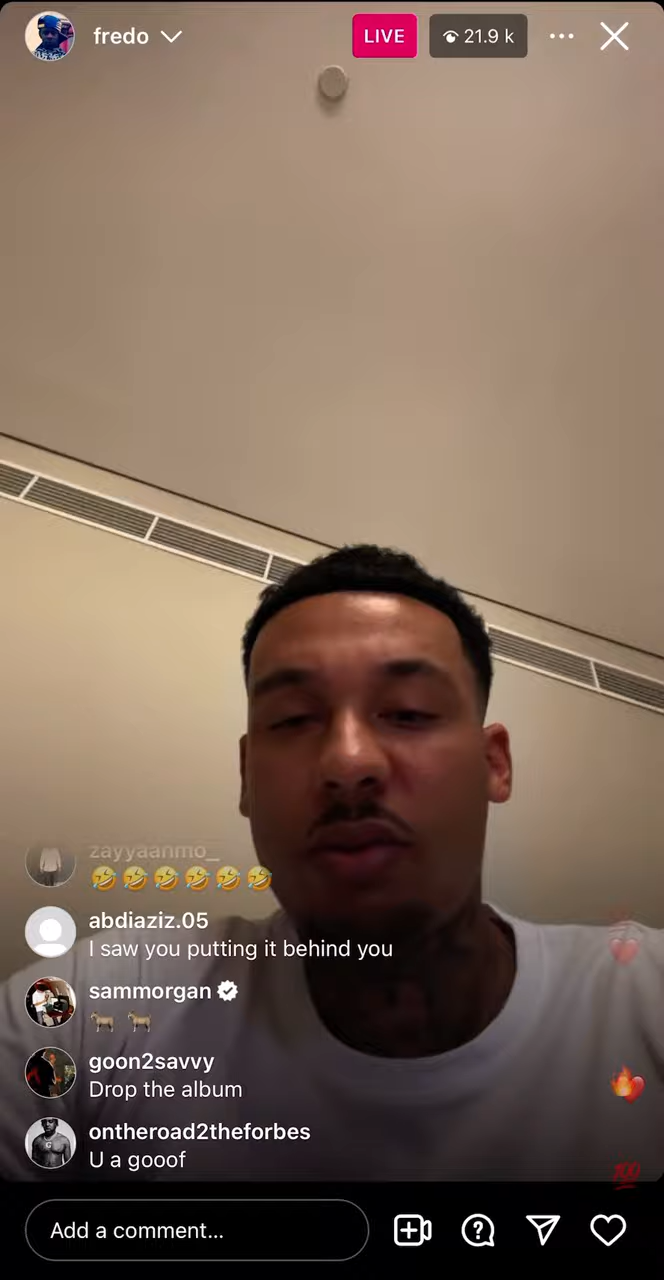 fredo
LIVE
21.9 k
zayyaanmo_
🤣🤣🤣🤣🤣🤣
abdiaziz.05
I saw you putting it behind you
sammorgan
🐐 🐐
goon2savvy
Drop the album
ontheroad2theforbes
U a gooof
💯
Add a comment...